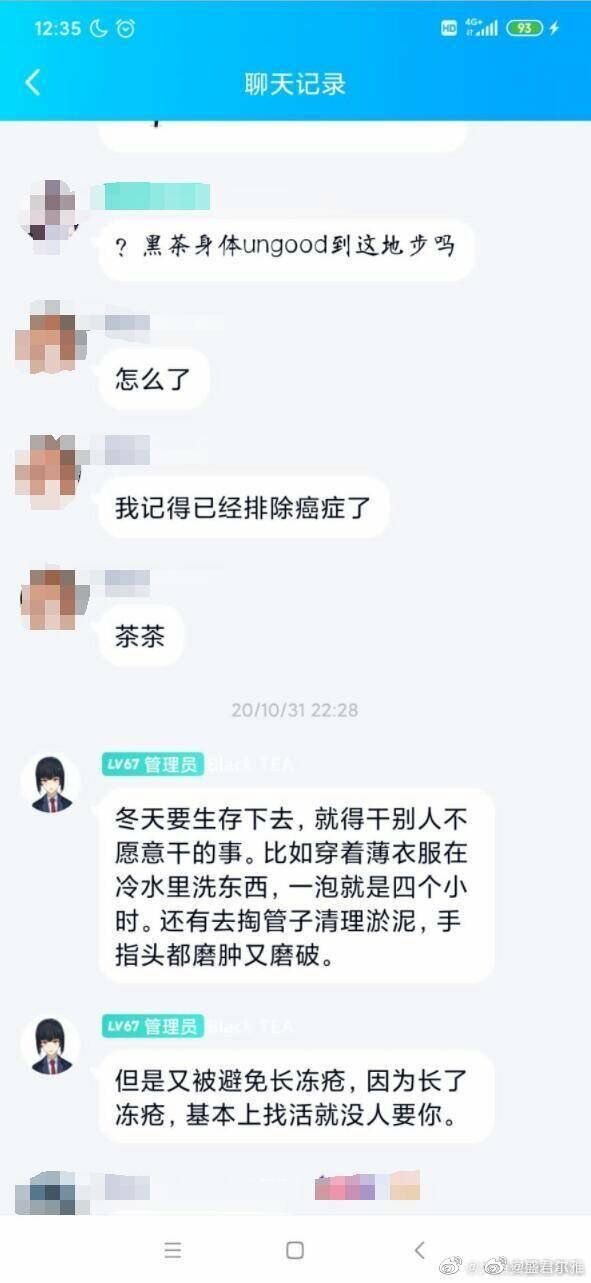 12:35
HD 4G+ 93
聊天记录
？黑茶身体ungood到这地步吗
怎么了
我记得已经排除癌症了
茶茶
20/10/31 22:28
LV67 管理员 Black TEA
冬天要生存下去，就得干别人不
愿意干的事。比如穿着薄衣服在
冷水里洗东西，一泡就是四个小
时。还有去掏管子清理淤泥，手
指头都磨肿又磨破。
LV67 管理员 Black TEA
但是又被避免长冻疮，因为长了
冻疮，基本上找活就没人要你。